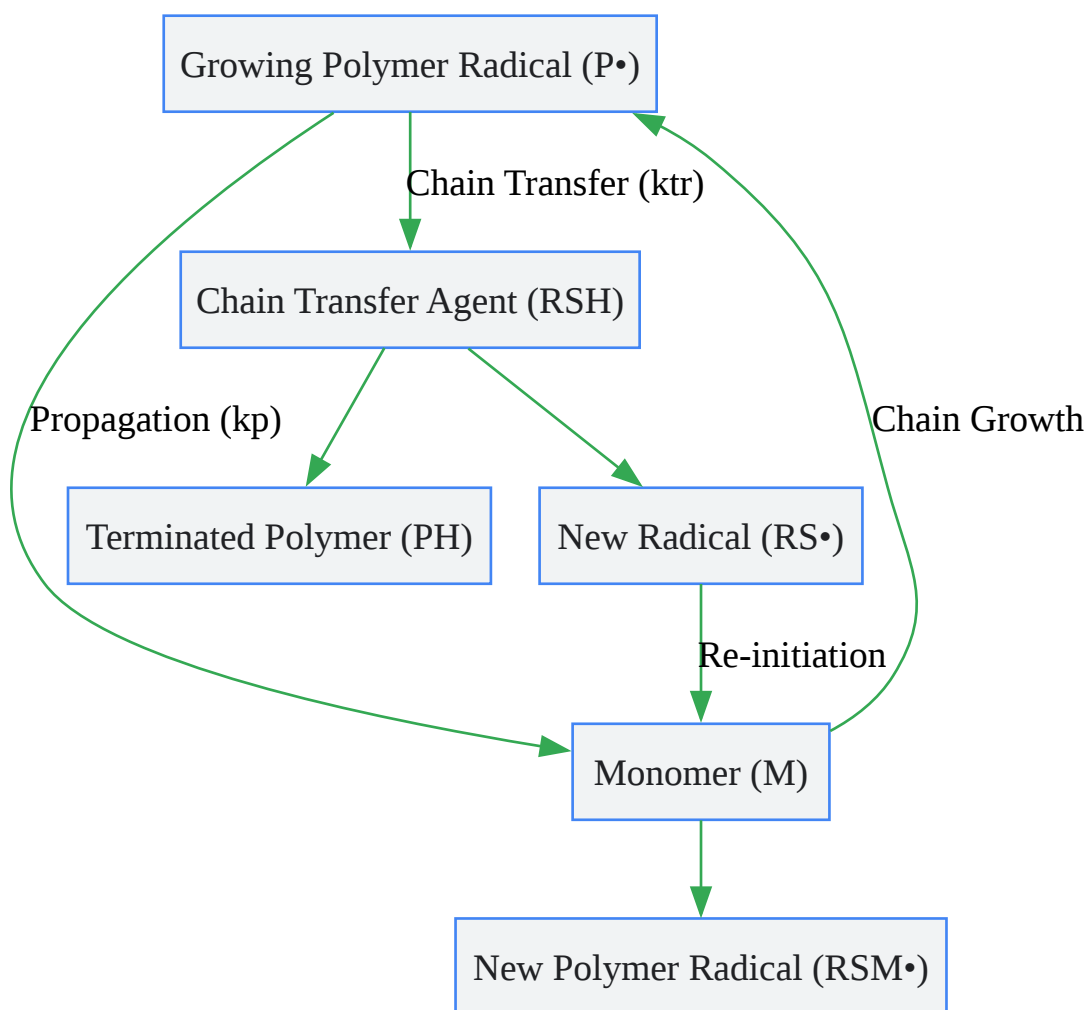 Growing Polymer Radical (P•)
Chain Transfer (ktr)
Chain Transfer Agent (RSH)
Propagation (kp)
Chain Growth
Terminated Polymer (PH)
New Radical (RS•)
Re-initiation
Monomer (M)
New Polymer Radical (RSM•)